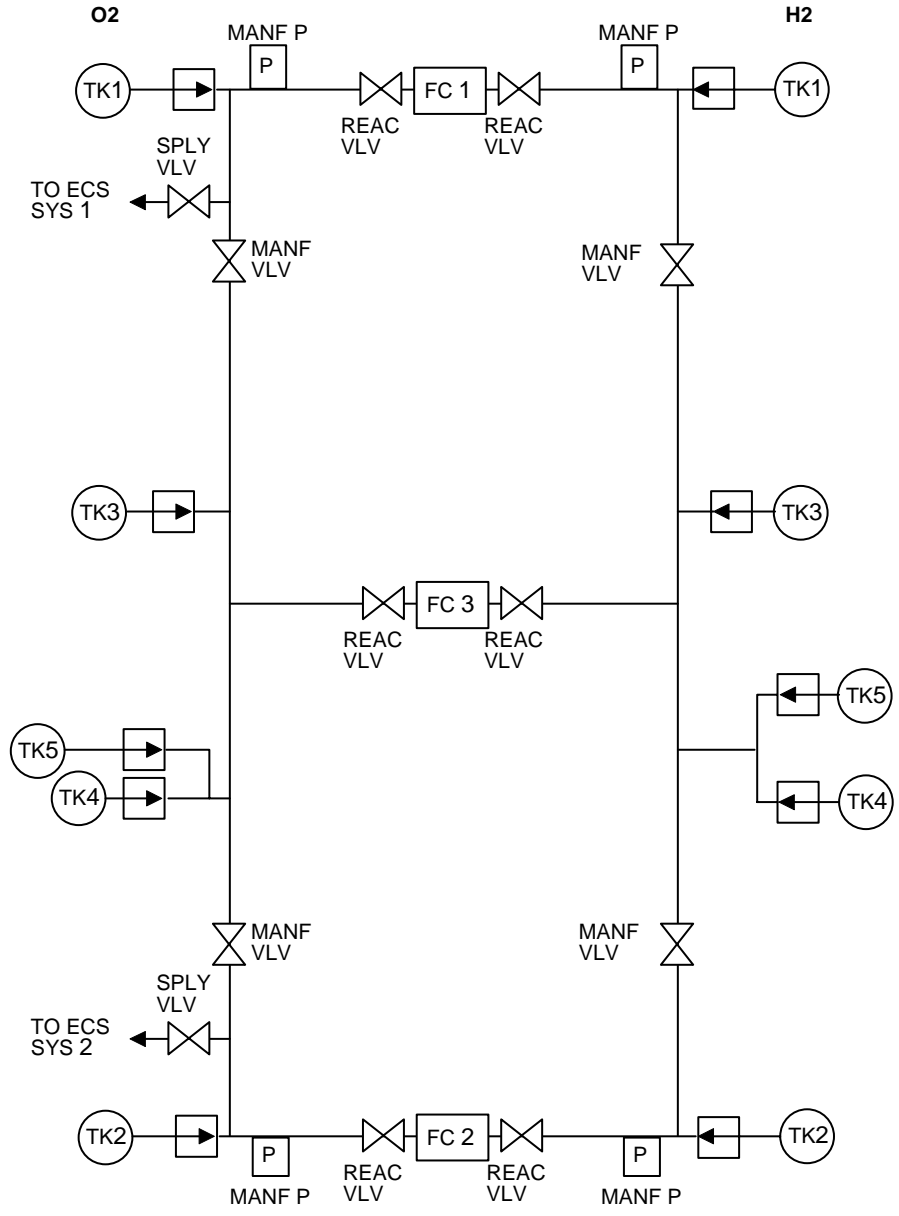 O2
H2
MANF P
MANF P
P
P
TK1
FC 1
TK1
REAC
VLV
REAC
VLV
SPLY
VLV
TO ECS
SYS 1
MANF
VLV
MANF
VLV
TK3
TK3
FC 3
REAC
VLV
REAC
VLV
TK5
TK5
TK4
TK4
MANF
VLV
MANF
VLV
SPLY
VLV
TO ECS
SYS 2
TK2
FC 2
TK2
P
P
REAC
VLV
REAC
VLV
MANF P
MANF P